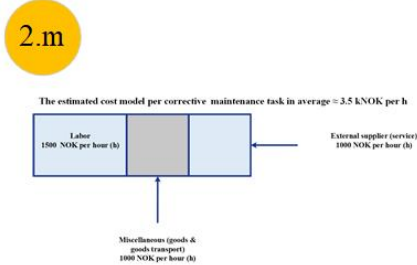 2.m
The estimated cost model per corrective maintenance task in average ≈ 3.5 kNOK per h
Labor
1500 NOK per hour (h)
External supplier (service)
1000 NOK per hour (h)
Miscellaneous (goods &
goods transport)
1000 NOK per hour (h)